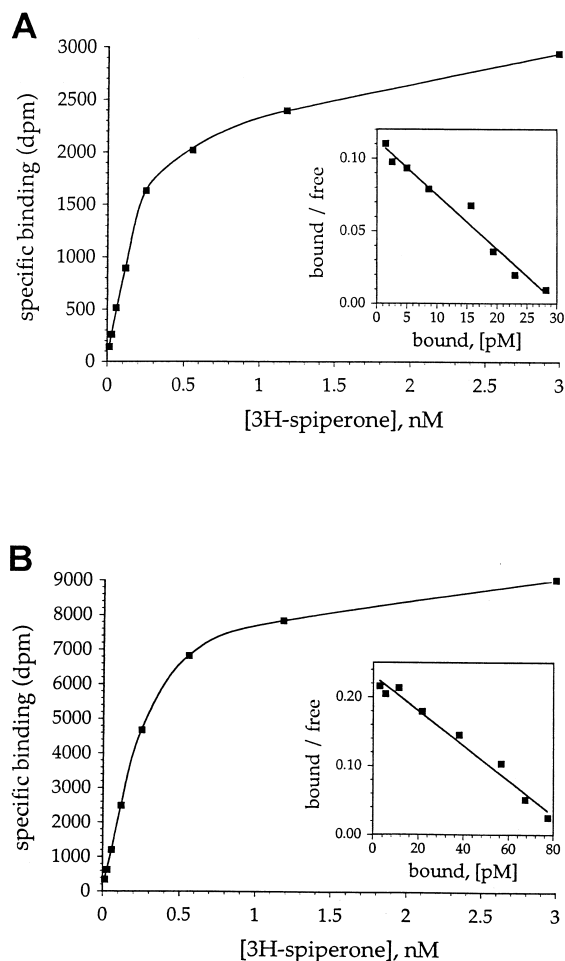 A
3000
2500
2000
1500
1000
500
0
specific binding (dpm)
0 0.5 1 1.5 2 2.5 3
[3H-spiperone], nM
0.10
0.05
0.00
bound / free
0 5 10 15 20 25 30
bound, [pM]
B
9000
8000
7000
6000
5000
4000
3000
2000
1000
0
specific binding (dpm)
0 0.5 1 1.5 2 2.5 3
[3H-spiperone], nM
0.20
0.10
0.00
bound / free
0 20 40 60 80
bound, [pM]